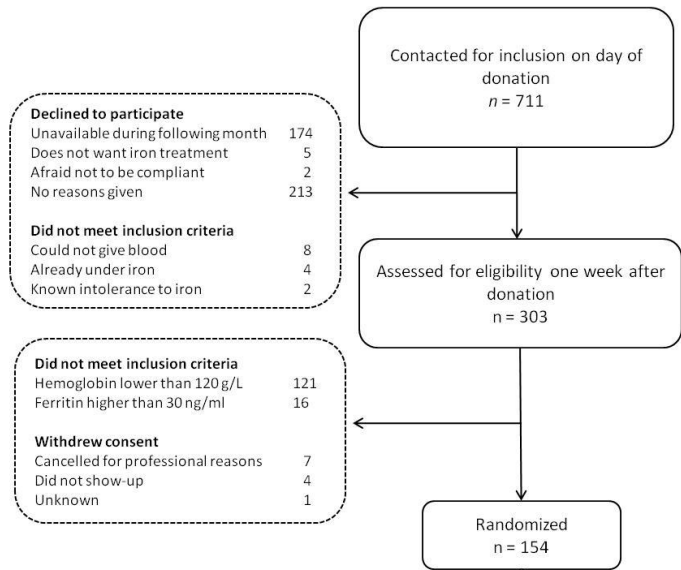 Contacted for inclusion on day of
donation
n = 711
Declined to participate
Unavailable during following month 174
Does not want iron treatment 5
Afraid not to be compliant 2
No reasons given 213
Did not meet inclusion criteria
Could not give blood 8
Already under iron 4
Known intolerance to iron 2
Assessed for eligibility one week after
donation
n = 303
Did not meet inclusion criteria
Hemoglobin lower than 120 g/L 121
Ferritin higher than 30 ng/ml 16
Withdrew consent
Cancelled for professional reasons 7
Did not show-up 4
Unknown 1
Randomized
n = 154